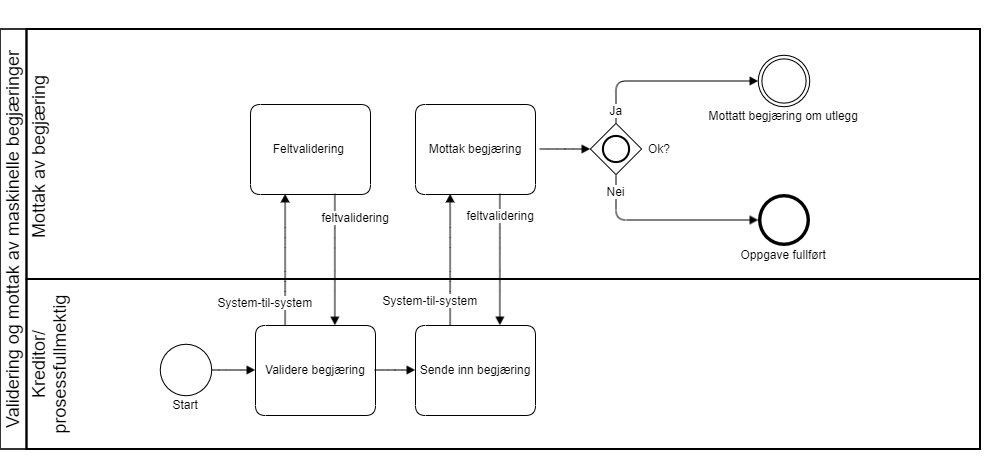 Validering og mottak av maskinelle begjæringer
Mottak av begjæring
Feltvalidering
Mottak begjæring
Ja
Mottatt begjæring om utlegg
Ok?
Nei
feltvalidering
feltvalidering
Oppgave fullført
Kreditor/
prosessfullmektig
System-til-system
System-til-system
Start
Validere begjæring
Sende inn begjæring